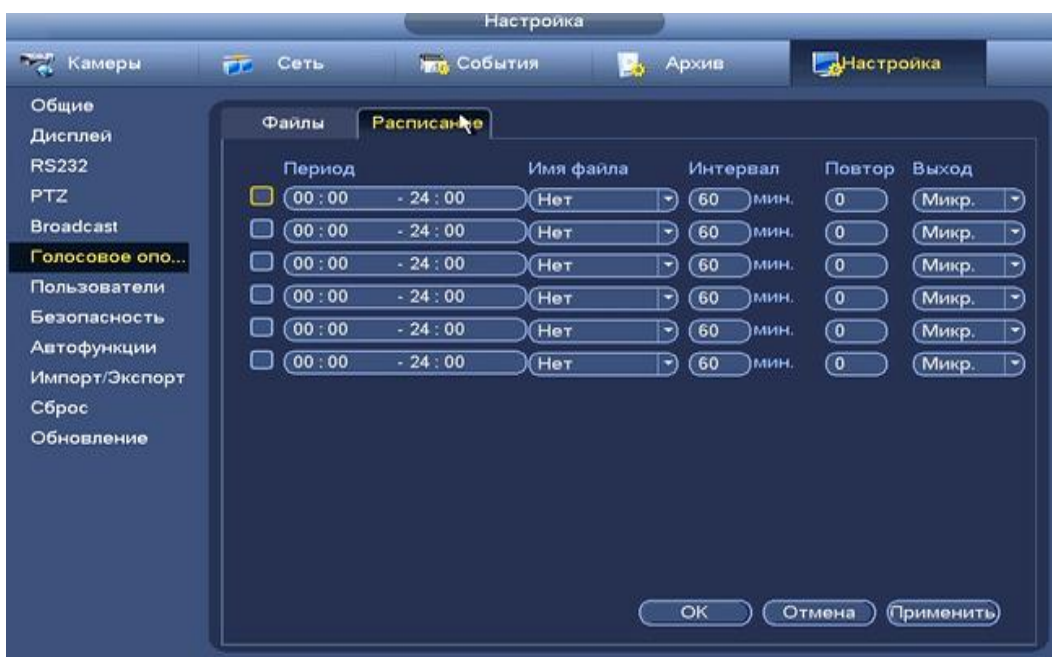 Настройка
Камеры Сеть События Архив Настройка
Общие
Дисплей
RS232
PTZ
Broadcast
Голосовое опо...
Пользователи
Безопасность
Автофункции
Импорт/Экспорт
Сброс
Обновление
Файлы Расписание
Период Имя файла Интервал Повтор Выход
00 : 00 - 24 : 00 Нет 60 мин. 0 Микр.
00 : 00 - 24 : 00 Нет 60 мин. 0 Микр.
00 : 00 - 24 : 00 Нет 60 мин. 0 Микр.
00 : 00 - 24 : 00 Нет 60 мин. 0 Микр.
00 : 00 - 24 : 00 Нет 60 мин. 0 Микр.
00 : 00 - 24 : 00 Нет 60 мин. 0 Микр.
OK Отмена Применить